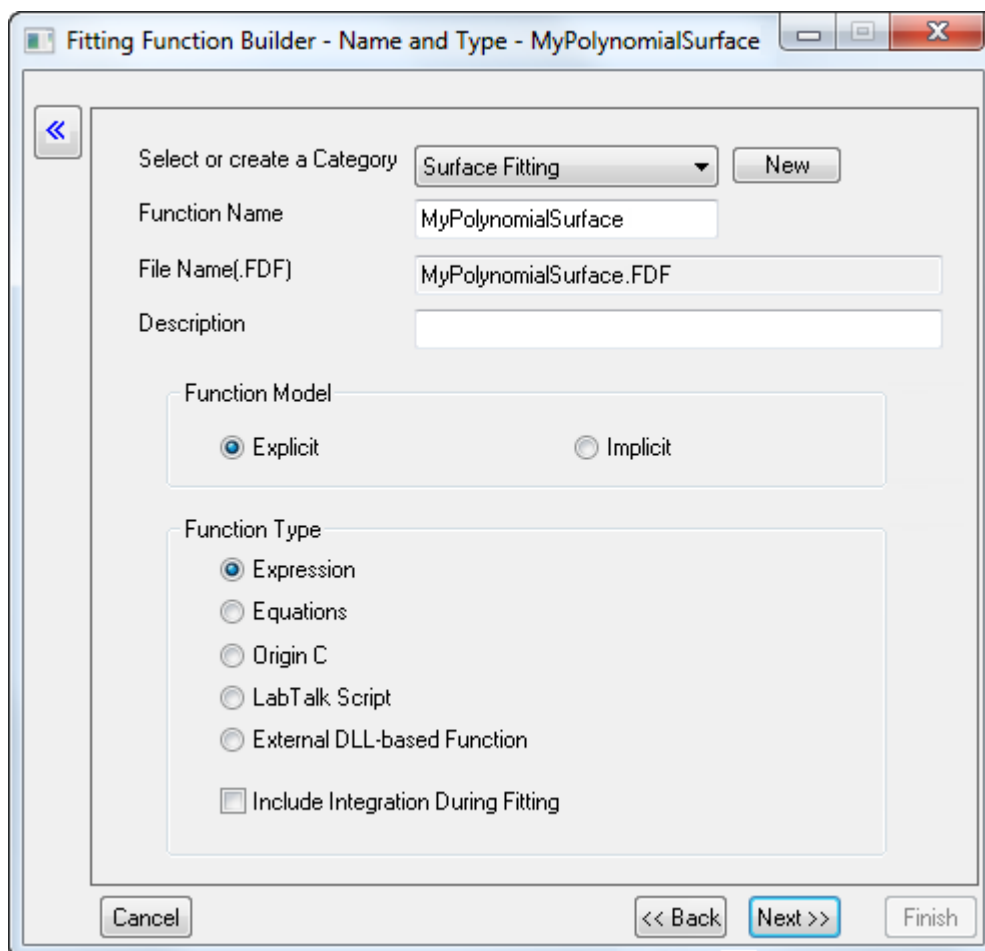 Fitting Function Builder - Name and Type - MyPolynomialSurface
Select or create a Category Surface Fitting New
Function Name MyPolynomialSurface
File Name(.FDF) MyPolynomialSurface.FDF
Description
Function Model
Explicit Implicit
Function Type
Expression
Equations
Origin C
LabTalk Script
External DLL-based Function
Include Integration During Fitting
Cancel << Back Next >> Finish